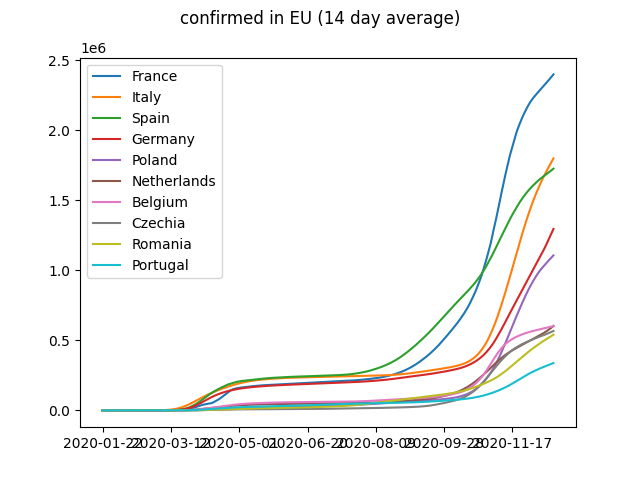 confirmed in EU (14 day average)
1e6
2.5
2.0
1.5
1.0
0.5
0.0
France
Italy
Spain
Germany
Poland
Netherlands
Belgium
Czechia
Romania
Portugal
2020-01-22 2020-03-12 2020-05-01 2020-06-20 2020-08-09 2020-09-28 2020-11-17